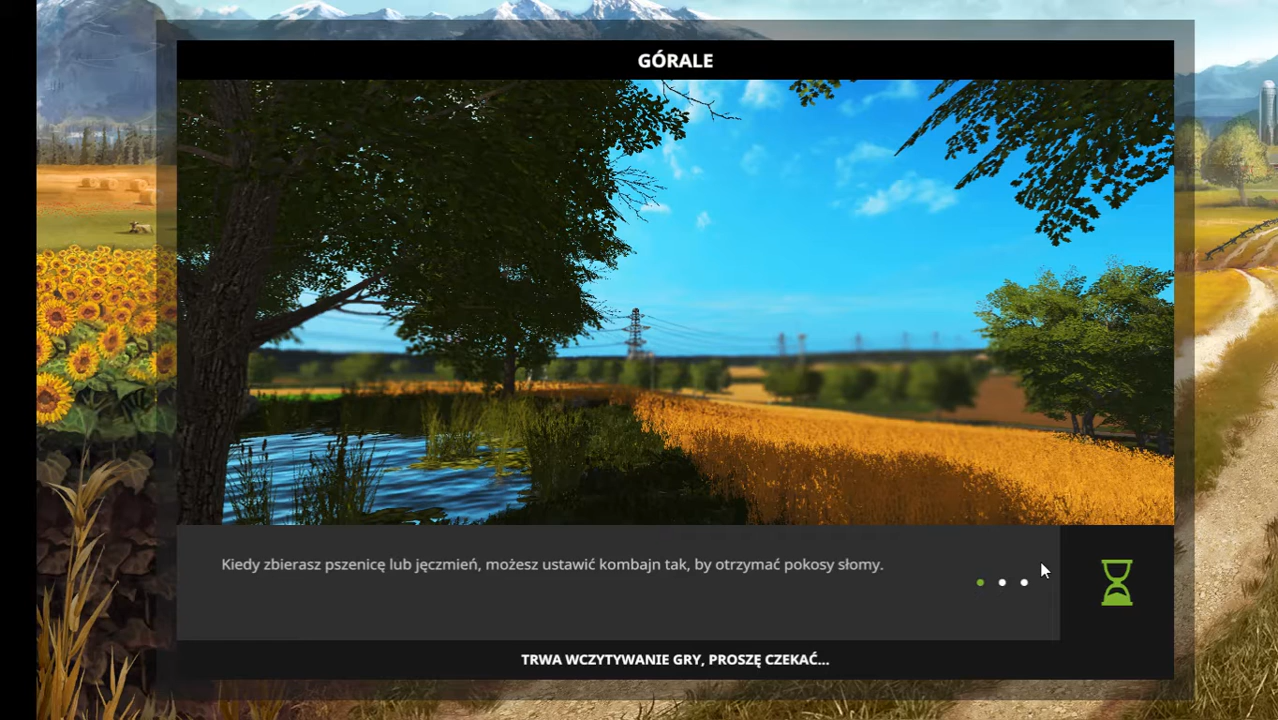 GÓRALE
Kiedy zbierasz pszenicę lub jęczmień, możesz ustawić kombajn tak, by otrzymać pokosy słomy.
TRWA WCZYTYWANIE GRY, PROSZĘ CZEKAĆ...